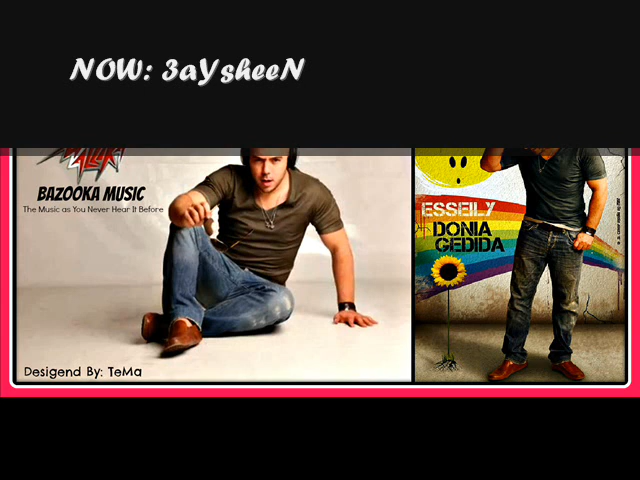 NOW: 3aYsheeN
BAZOOKA MUSIC
The Music as You Never Hear It Before
ESSEILY
DONIA
GEDIDA
Desigend By: TeMa